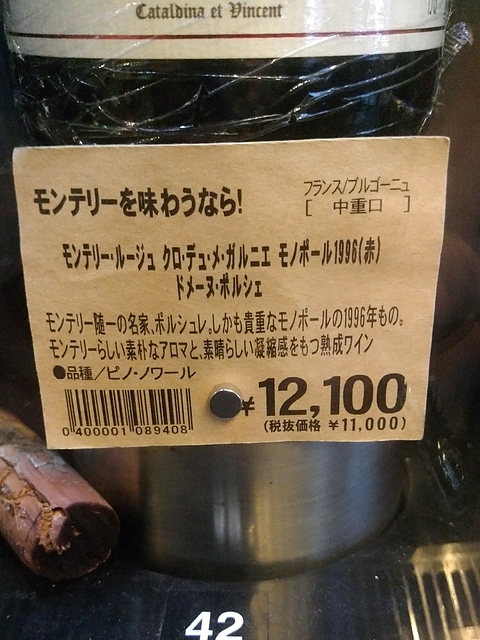 Cataldina et Vincent
モンテリーを味わうなら!
フランス/ブルゴーニュ
[ 中重口 ]
モンテリー・ルージュ クロ・デュ・メ・ガルニエ モノポール1996(赤)
ドメーヌ・ポルシェ
モンテリー随一の名家、ポルシュレ。しかも貴重なモノポールの1996年もの。
モンテリーらしい素朴なアロマと、素晴らしい凝縮感をもつ熟成ワイン
●品種/ピノ・ノワール
¥12,100
(税抜価格 ¥11,000)
0 400001 089408
42